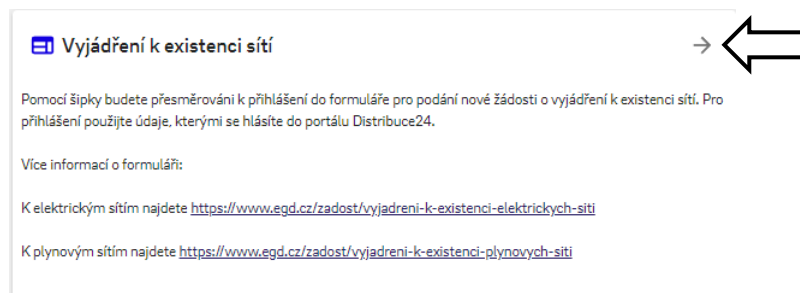 Vyjádření k existenci sítí
Pomocí šipky budete přesměrováni k přihlášení do formuláře pro podání nové žádosti o vyjádření k existenci sítí. Pro
přihlášení použijte údaje, kterými se hlásíte do portálu Distribuce24.
Více informací o formuláři:
K elektrickým sítím najdete https://www.egd.cz/zadost/vyjadreni-k-existenci-elektrickych-siti
K plynovým sítím najdete https://www.egd.cz/zadost/vyjadreni-k-existenci-plynovych-siti